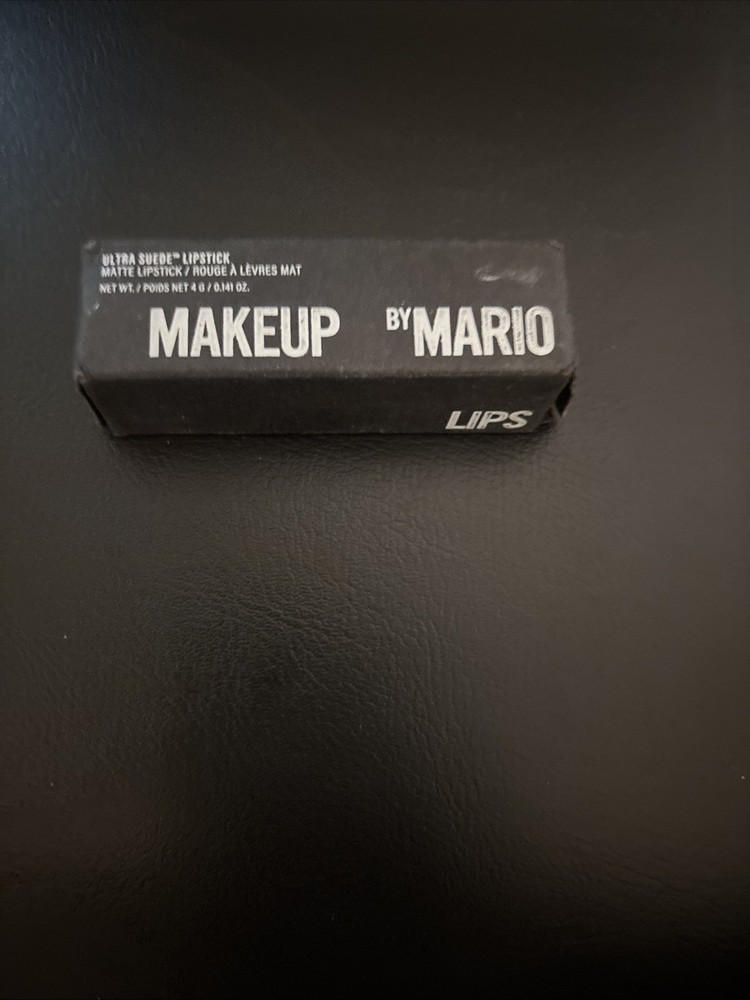 ULTRA SUEDE™ LIPSTICK
MATTE LIPSTICK / ROUGE À LÈVRES MAT
NET WT. / POIDS NET 4 G / 0.141 OZ.
MAKEUP BY MARIO
LIPS